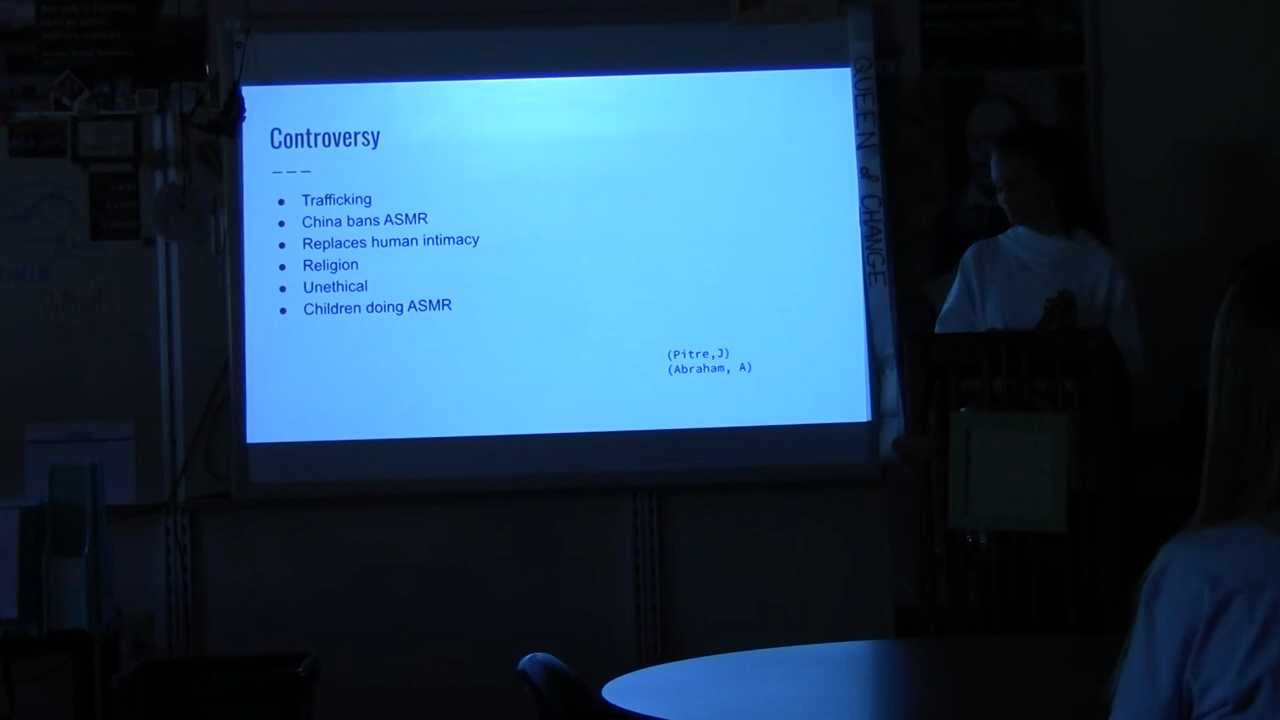 Controversy
Trafficking
China bans ASMR
Replaces human intimacy
Religion
Unethical
Children doing ASMR
(Pitre,J)
(Abraham, A)
QUEEN of CHANGE